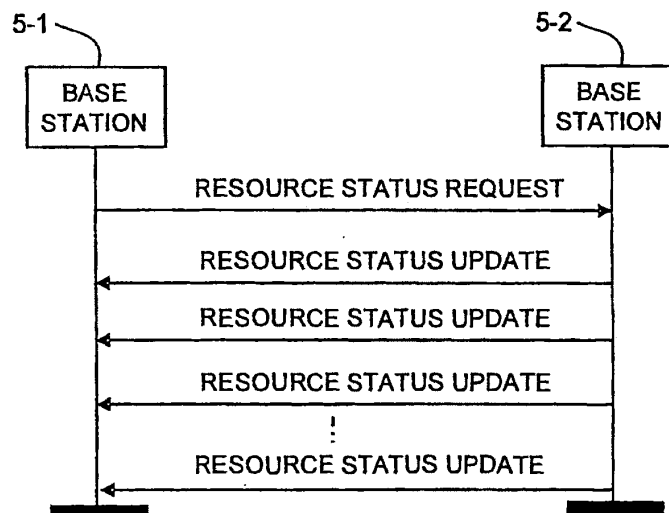 5-1
5-2
BASE
STATION
BASE
STATION
RESOURCE STATUS REQUEST
RESOURCE STATUS UPDATE
RESOURCE STATUS UPDATE
RESOURCE STATUS UPDATE
RESOURCE STATUS UPDATE